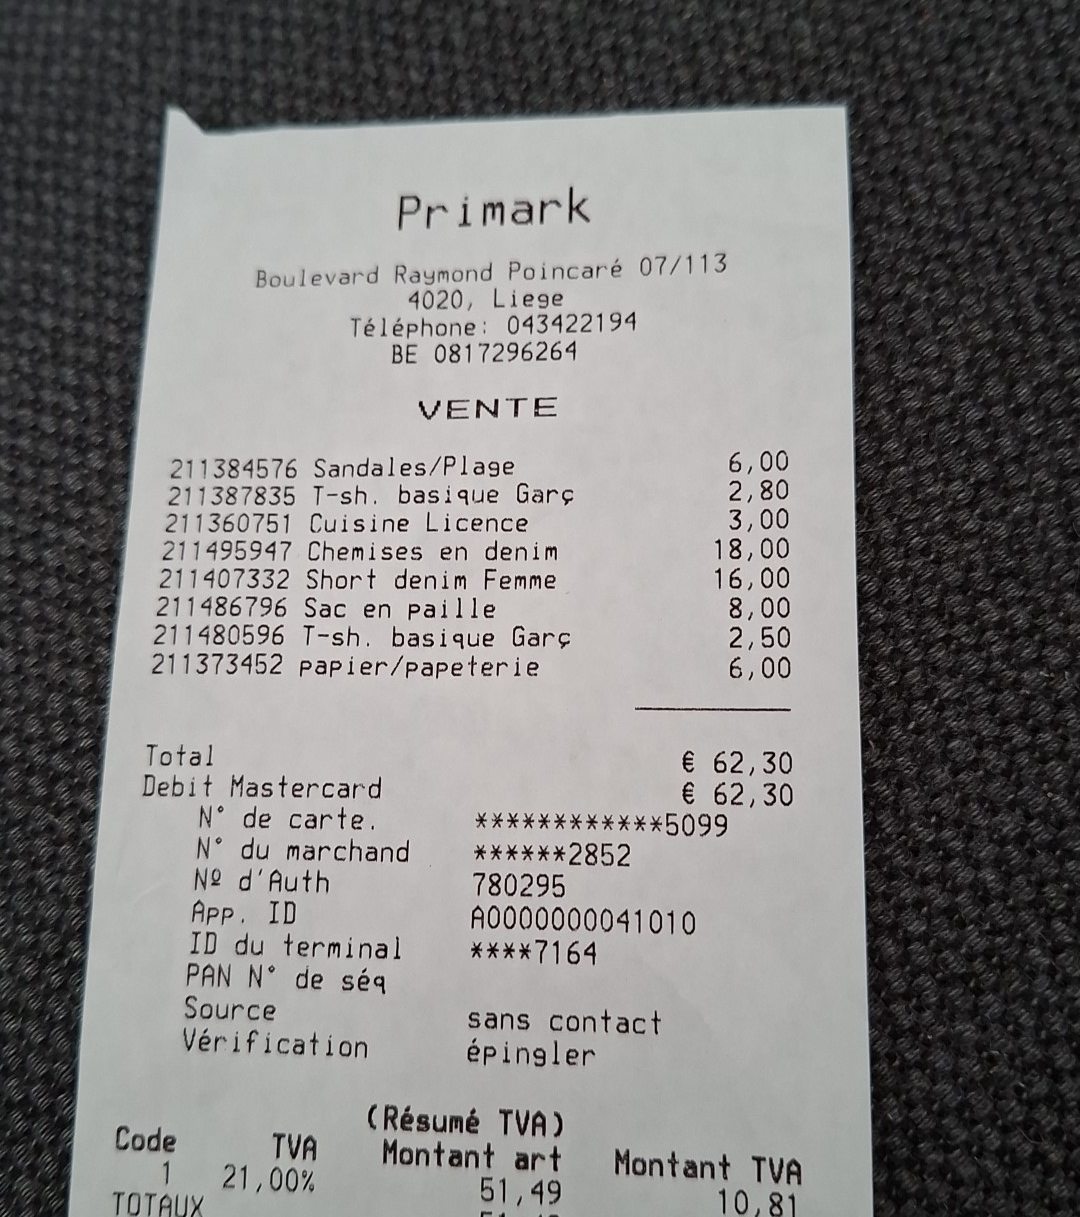 Primark
Boulevard Raymond Poincaré 07/113
4020, Liege
Téléphone: 043422194
BE 0817296264
VENTE
211384576 Sandales/Plage 6,00
211387835 T-sh. basique Garç 2,80
211360751 Cuisine Licence 3,00
211495947 Chemises en denim 18,00
211407332 Short denim Femme 16,00
211486796 Sac en paille 8,00
211480596 T-sh. basique Garç 2,50
211373452 papier/papeterie 6,00
Total € 62,30
Debit Mastercard € 62,30
N° de carte. ************5099
N° du marchand ******2852
Nº d'Auth 780295
App. ID A0000000041010
ID du terminal ****7164
PAN N° de séq
Source sans contact
Vérification épingler
(Résumé TVA)
Code TVA Montant art Montant TVA
1 21,00% 51,49 10,81
TOTAUX